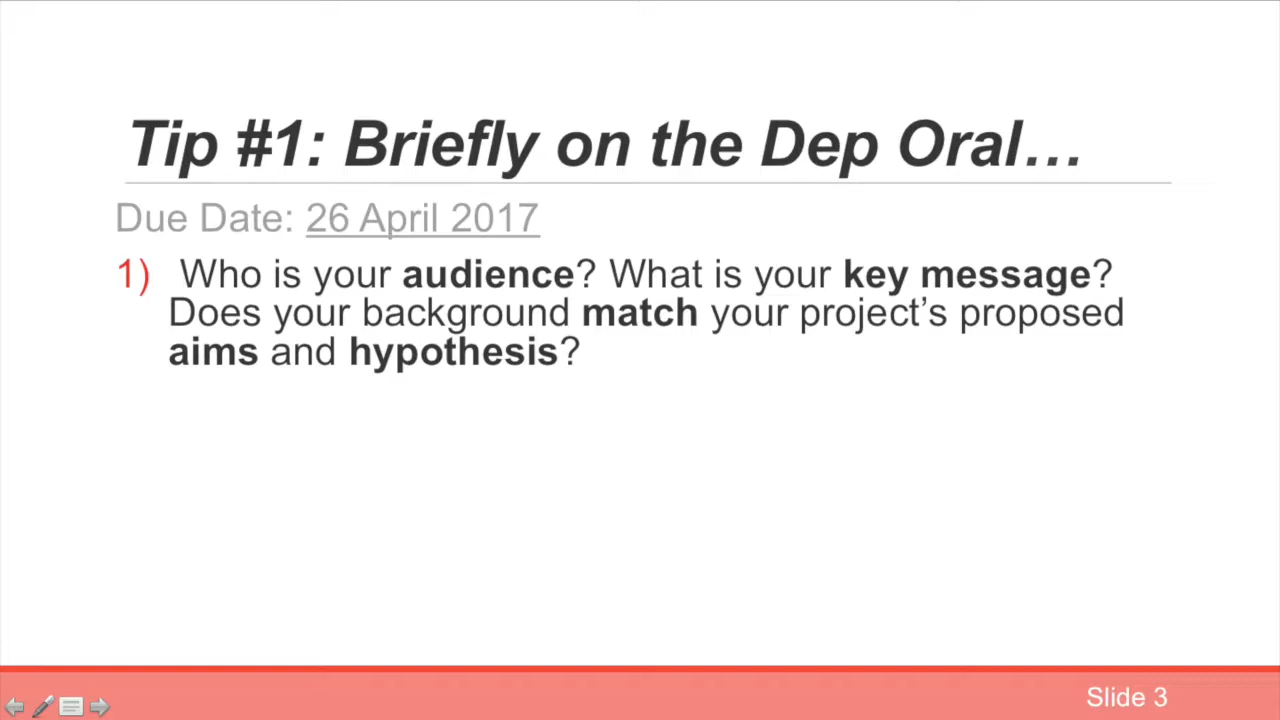 Tip #1: Briefly on the Dep Oral…
Due Date: 26 April 2017
1) Who is your audience? What is your key message?
Does your background match your project’s proposed
aims and hypothesis?
Slide 3